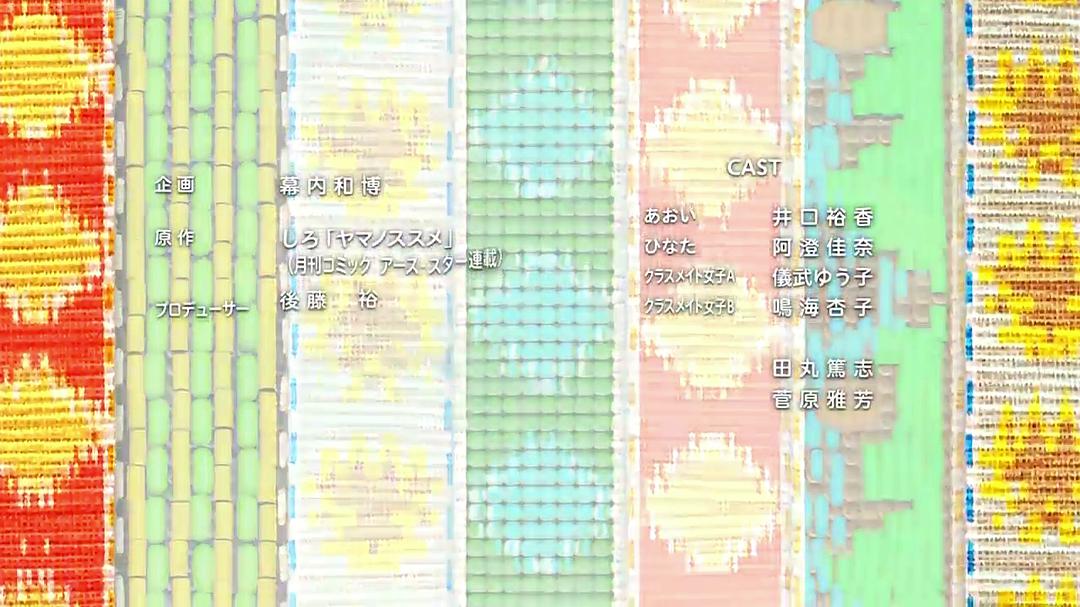 企画 幕内和博
原作 しろ「ヤマノススメ」
(月刊コミック アース・スター連載)
プロデューサー 後藤 裕
CAST
あおい 井口裕香
ひなた 阿澄佳奈
クラスメイト女子A 儀武ゆう子
クラスメイト女子B 鳴海杏子
田丸篤志
菅原雅芳